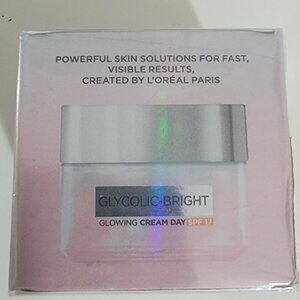 POWERFUL SKIN SOLUTIONS FOR FAST,
VISIBLE RESULTS,
CREATED BY L'ORÉAL PARIS
GLYCOLIC-BRIGHT
GLOWING CREAM DAY SPF 17